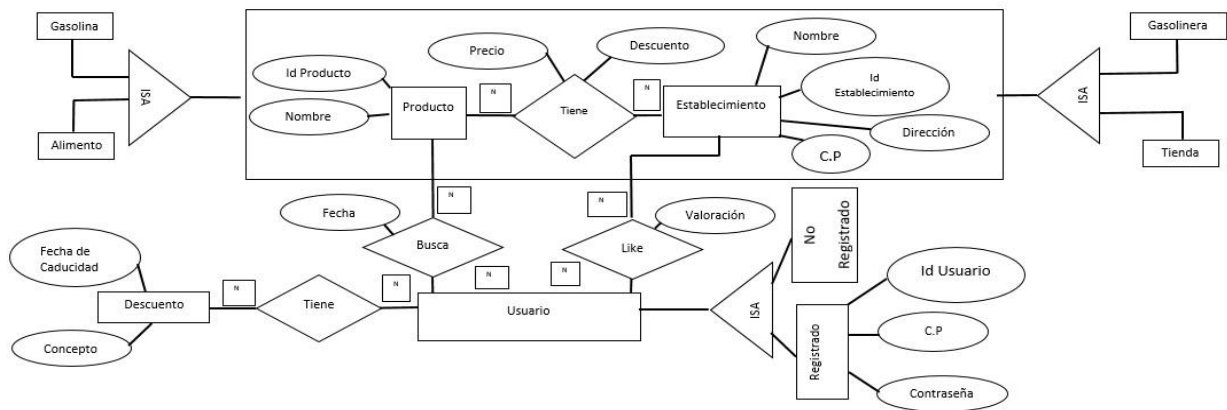 Gasolina
ISA
Alimento
Id Producto
Nombre
Producto
N
Precio
Tiene
Descuento
N
Establecimiento
Nombre
Id
Establecimiento
Dirección
C.P
ISA
Gasolinera
Tienda
N
Fecha
Busca
N
N
Like
Valoración
N
Fecha de
Caducidad
Descuento
Concepto
N
Tiene
N
Usuario
ISA
No
Registrado
Registrado
Id Usuario
C.P
Contraseña